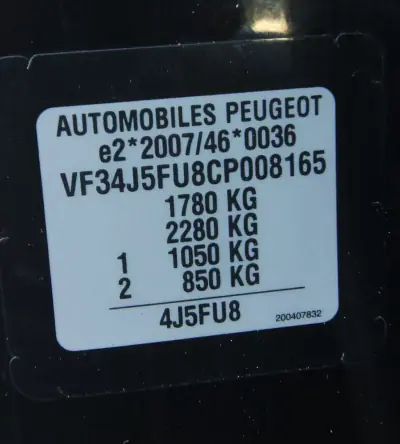 AUTOMOBILES PEUGEOT
e2*2007/46*0036
VF34J5FU8CP008165
1780 KG
2280 KG
1 1050 KG
2 850 KG
4J5FU8 200407832